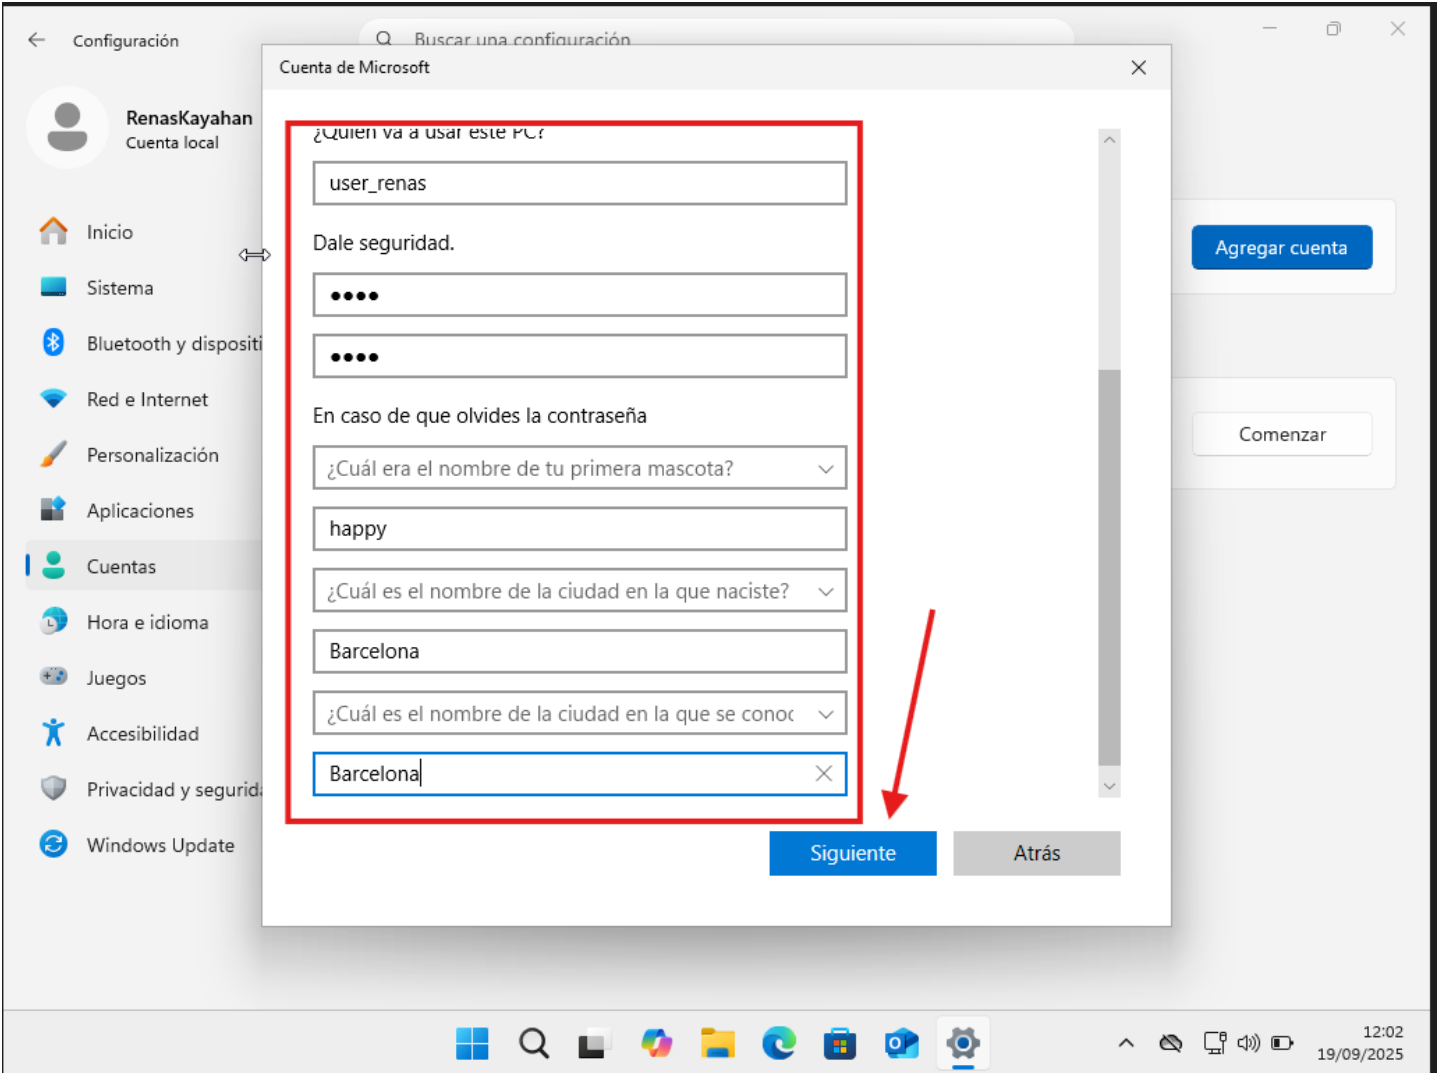 Configuración
Buscar una configuración
Cuenta de Microsoft
RenasKayahan
Cuenta local
Inicio
Sistema
Bluetooth y dispositi
Red e Internet
Personalización
Aplicaciones
Cuentas
Hora e idioma
Juegos
Accesibilidad
Privacidad y segurida
Windows Update
¿Quién va a usar este PC?
user_renas
Dale seguridad.
En caso de que olvides la contraseña
¿Cuál era el nombre de tu primera mascota?
happy
¿Cuál es el nombre de la ciudad en la que naciste?
Barcelona
¿Cuál es el nombre de la ciudad en la que se conoc
Barcelona
Siguiente
Atrás
Agregar cuenta
Comenzar
12:02
19/09/2025